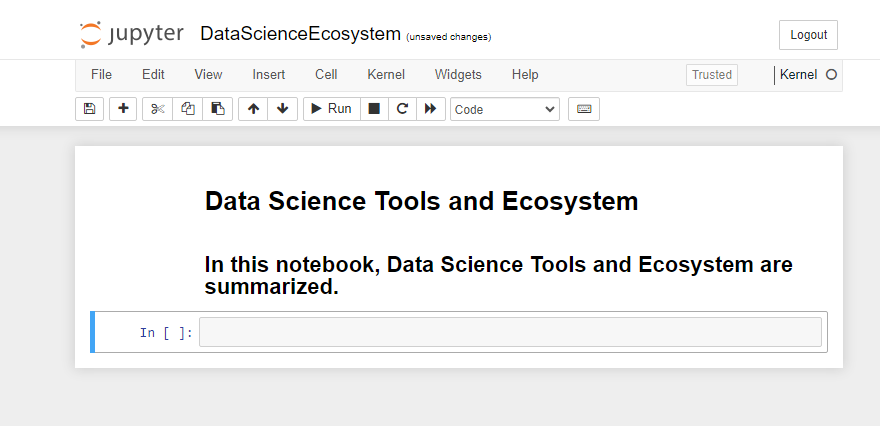 jupyter DataScienceEcosystem (unsaved changes) Logout
File Edit View Insert Cell Kernel Widgets Help Trusted Kernel
Run Code
Data Science Tools and Ecosystem
In this notebook, Data Science Tools and Ecosystem are
summarized.
In [ ]: